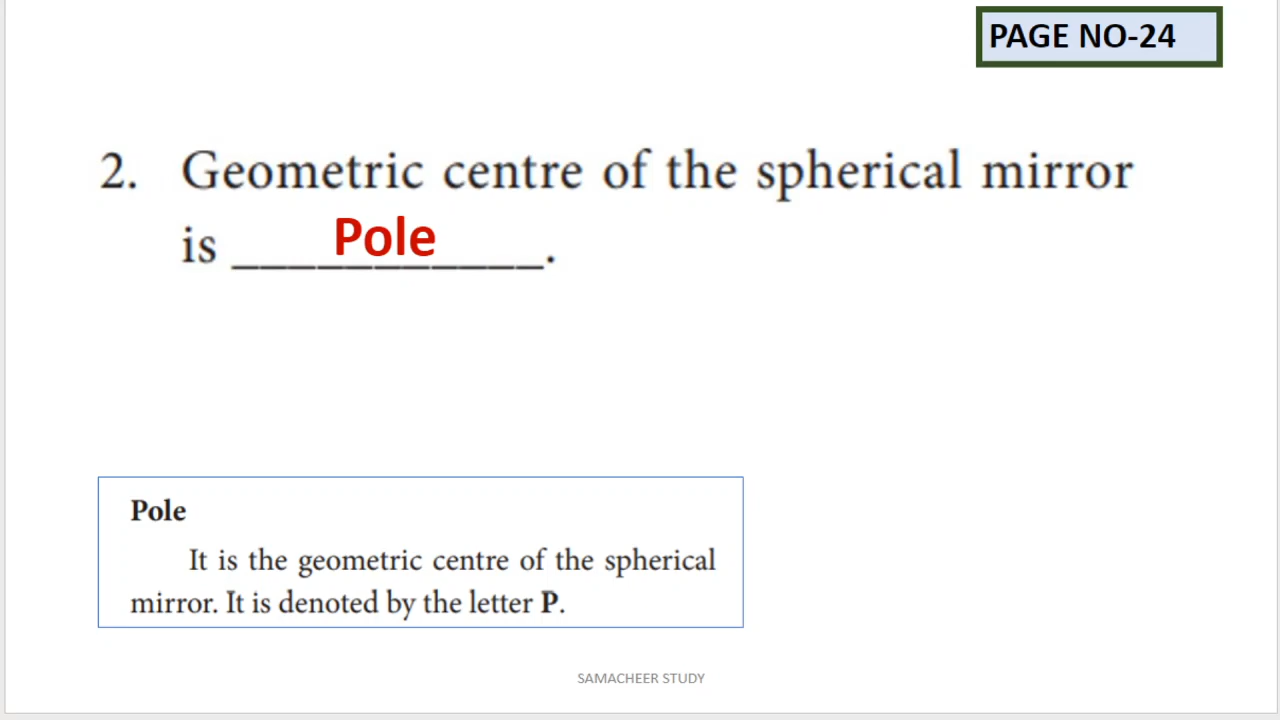 PAGE NO-24
2. Geometric centre of the spherical mirror
is ___________.
Pole
Pole
It is the geometric centre of the spherical
mirror. It is denoted by the letter P.
SAMACHEER STUDY